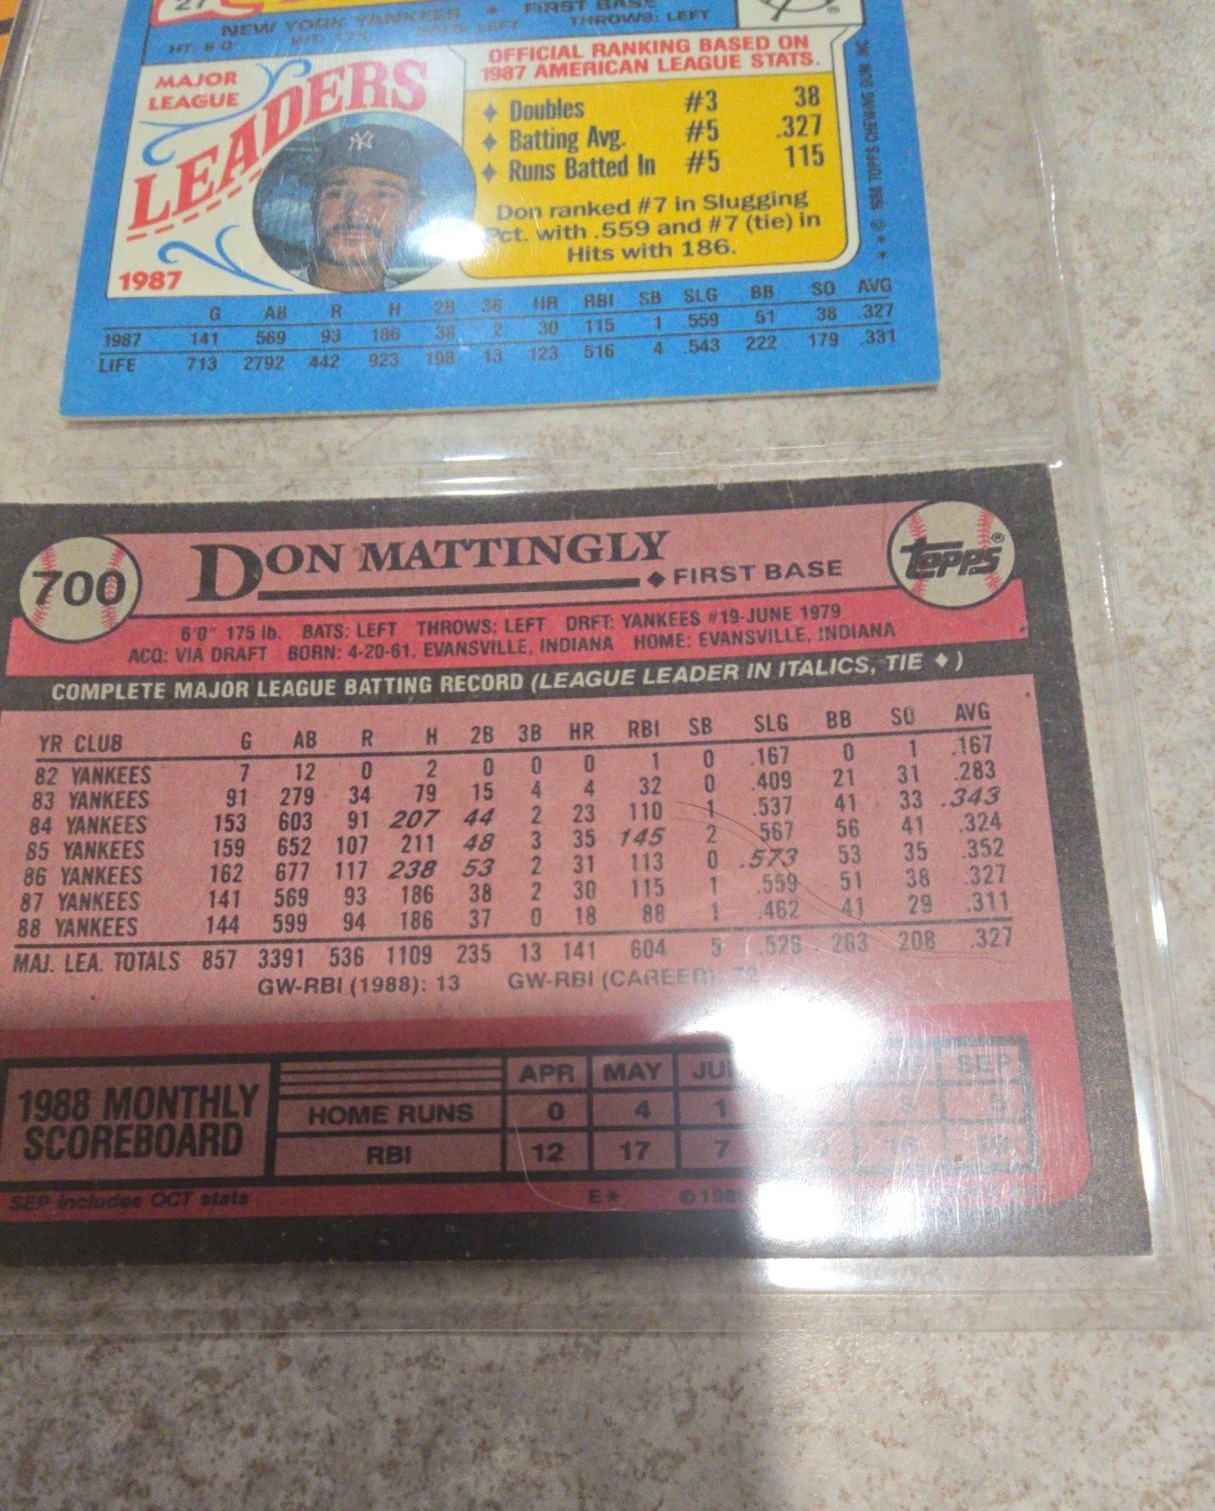 27
NEW YORK YANKEES • FIRST BASE
HT: 6'0" WT: 175 BATS: LEFT THROWS: LEFT
MAJOR
LEAGUE
LEADERS
1987
OFFICIAL RANKING BASED ON
1987 AMERICAN LEAGUE STATS.
♦ Doubles #3 38
♦ Batting Avg. #5 .327
♦ Runs Batted In #5 115
Don ranked #7 in Slugging
Pct. with .559 and #7 (tie) in
Hits with 186.
* * © 1988 TOPPS CHEWING GUM, INC.
G AB R H 2B 3B HR RBI SB SLG BB SO AVG
1987 141 569 93 186 38 2 30 115 1 .559 51 38 .327
LIFE 713 2792 442 923 198 13 123 516 4 .543 222 179 .331
700
DON MATTINGLY
♦ FIRST BASE
topps®
6'0" 175 lb. BATS: LEFT THROWS: LEFT DRFT: YANKEES #19-JUNE 1979
ACQ: VIA DRAFT BORN: 4-20-61, EVANSVILLE, INDIANA HOME: EVANSVILLE, INDIANA
COMPLETE MAJOR LEAGUE BATTING RECORD (LEAGUE LEADER IN ITALICS, TIE ♦)
YR CLUB G AB R H 2B 3B HR RBI SB SLG BB SO AVG
82 YANKEES 7 12 0 2 0 0 0 1 0 .167 0 1 .167
83 YANKEES 91 279 34 79 15 4 4 32 0 .409 21 31 .283
84 YANKEES 153 603 91 207 44 2 23 110 1 .537 41 33 .343
85 YANKEES 159 652 107 211 48 3 35 145 2 .567 56 41 .324
86 YANKEES 162 677 117 238 53 2 31 113 0 .573 53 35 .352
87 YANKEES 141 569 93 186 38 2 30 115 1 .559 51 38 .327
88 YANKEES 144 599 94 186 37 0 18 88 1 .462 41 29 .311
MAJ. LEA. TOTALS 857 3391 536 1109 235 13 141 604 5 263 208 .327
GW-RBI (1988): 13 GW-RBI (CAREER):
1988 MONTHLY
SCOREBOARD
APR MAY SEP
HOME RUNS 0 4 1
RBI 12 17 7
SEP includes OCT stats E*